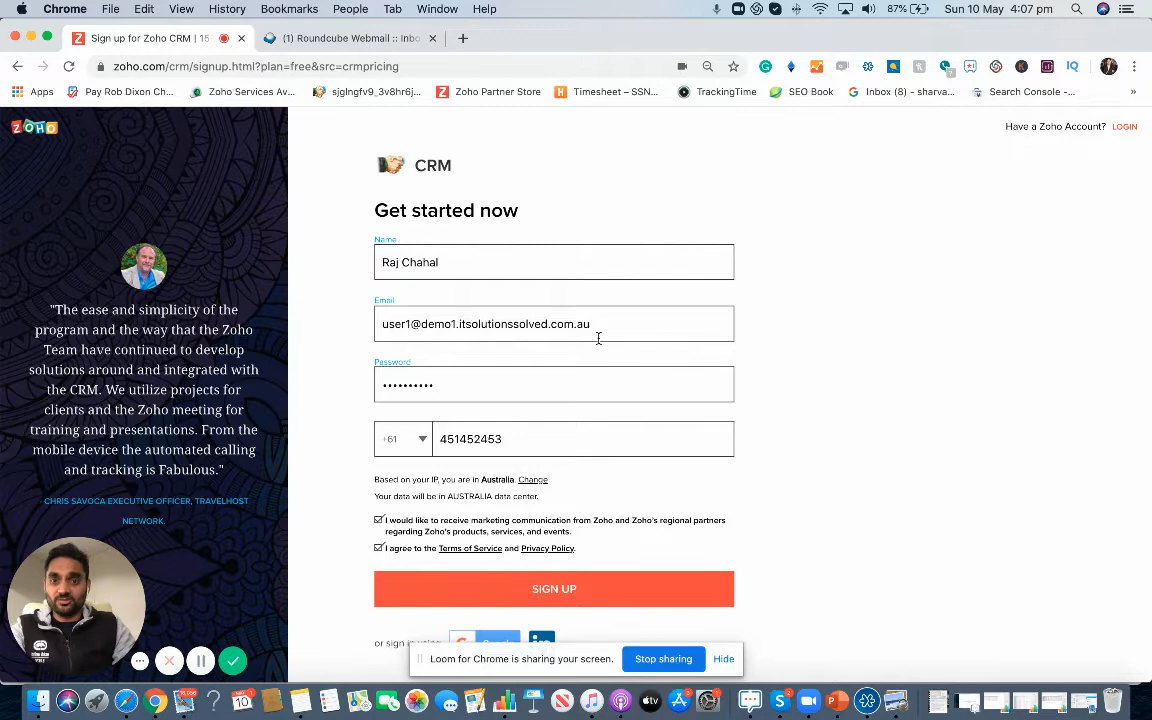 Chrome File Edit View History Bookmarks People Tab Window Help 87% Sun 10 May 4:07 pm
Sign up for Zoho CRM | 15 (1) Roundcube Webmail :: Inbo
zoho.com/crm/signup.html?plan=free&src=crmpricing
Apps Pay Rob Dixon Ch... Zoho Services Av... sjglngfv9_3v8hr6j... Zoho Partner Store Timesheet – SSN... TrackingTime SEO Book Inbox (8) – sharva... Search Console –... »
ZOHO
Have a Zoho Account? LOGIN
CRM
Get started now
Name
Raj Chahal
Email
user1@demo1.itsolutionssolved.com.au
Password
+61 451452453
Based on your IP, you are in Australia. Change
Your data will be in AUSTRALIA data center.
I would like to receive marketing communication from Zoho and Zoho's regional partners
regarding Zoho's products, services, and events.
I agree to the Terms of Service and Privacy Policy.
SIGN UP
or sign in using
"The ease and simplicity of the
program and the way that the Zoho
Team have continued to develop
solutions around and integrated with
the CRM. We utilize projects for
clients and the Zoho meeting for
training and presentations. From the
mobile device the automated calling
and tracking is Fabulous."
- CHRIS SAVOCA EXECUTIVE OFFICER, TRAVELHOST
NETWORK.
Loom for Chrome is sharing your screen. Stop sharing Hide